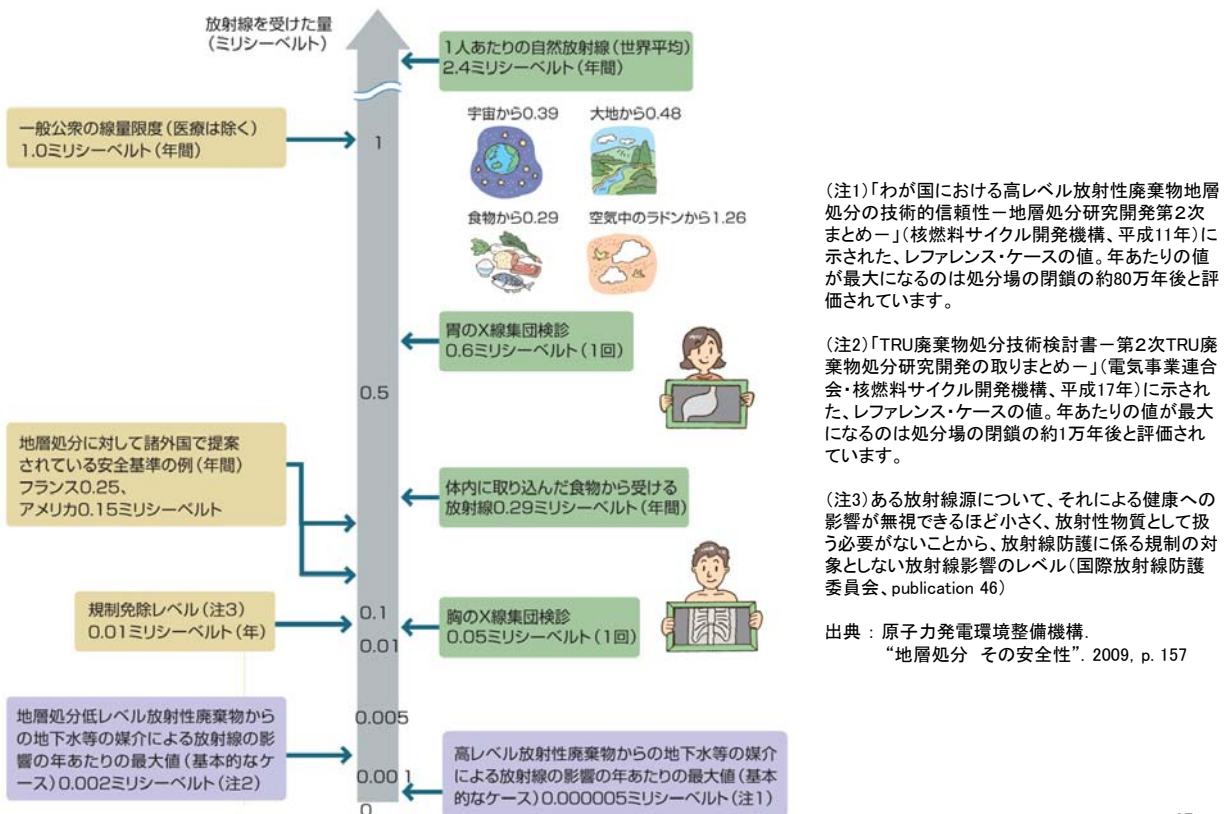 放射線を受けた量
(ミリシーベルト)
1人あたりの自然放射線(世界平均)
2.4ミリシーベルト(年間)
宇宙から0.39
大地から0.48
一般公衆の線量限度(医療は除く)
1.0ミリシーベルト(年間)
1
食物から0.29
空気中のラドンから1.26
胃のX線集団検診
0.6ミリシーベルト(1回)
0.5
地層処分に対して諸外国で提案
されている安全基準の例(年間)
フランス0.25、
アメリカ0.15ミリシーベルト
体内に取り込んだ食物から受ける
放射線0.29ミリシーベルト(年間)
規制免除レベル(注3)
0.01ミリシーベルト(年)
0.1
0.01
胸のX線集団検診
0.05ミリシーベルト(1回)
地層処分低レベル放射性廃棄物から
の地下水等の媒介による放射線の影
響の年あたりの最大値(基本的なケ
ース)0.002ミリシーベルト(注2)
0.005
0.001
0
高レベル放射性廃棄物からの地下水等の媒介
による放射線の影響の年あたりの最大値(基本
的なケース)0.000005ミリシーベルト(注1)
(注1)「わが国における高レベル放射性廃棄物地層
処分の技術的信頼性-地層処分研究開発第2次
まとめ-」(核燃料サイクル開発機構、平成11年)に
示された、レファレンス・ケースの値。年あたりの値
が最大になるのは処分場の閉鎖の約80万年後と評
価されています。
(注2)「TRU廃棄物処分技術検討書-第2次TRU廃
棄物処分研究開発の取りまとめ-」(電気事業連合
会・核燃料サイクル開発機構、平成17年)に示され
た、レファレンス・ケースの値。年あたりの値が最大
になるのは処分場の閉鎖の約1万年後と評価され
ています。
(注3)ある放射線源について、それによる健康への
影響が無視できるほど小さく、放射性物質として扱
う必要がないことから、放射線防護に係る規制の対
象としない放射線影響のレベル(国際放射線防護
委員会、publication 46)
出典 : 原子力発電環境整備機構.
“地層処分 その安全性”. 2009, p. 157